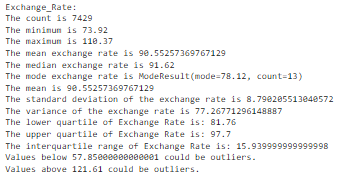 Exchange_Rate:
The count is 7429
The minimum is 73.92
The maximum is 110.37
The mean exchange rate is 90.55257369767129
The median exchange rate is 91.62
The mode exchange rate is ModeResult(mode=78.12, count=13)
The mean is 90.55257369767129
The standard deviation of the exchange rate is 8.790205513040572
The variance of the exchange rate is 77.26771296148887
The lower quartile of Exchange Rate is: 81.76
The upper quartile of Exchange Rate is: 97.7
The interquartile range of Exchange Rate is: 15.939999999999998
Values below 57.85000000000001 could be outliers.
Values above 121.61 could be outliers.